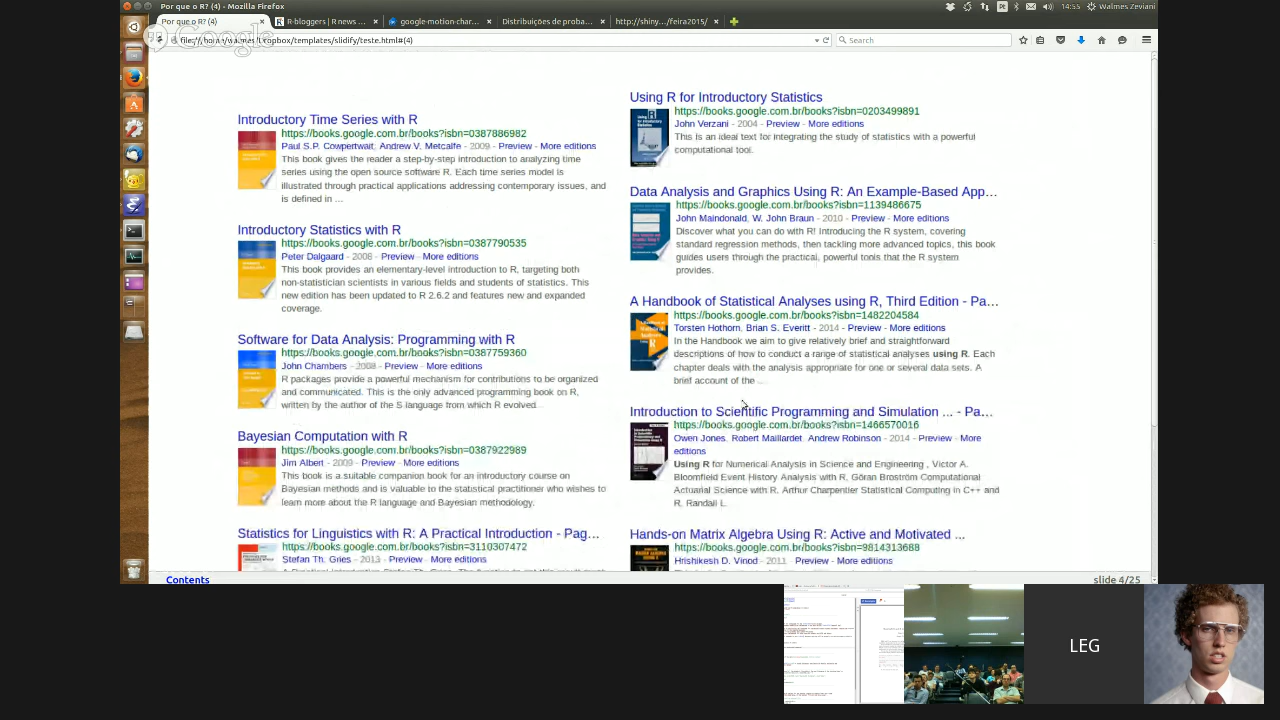 Por que o R? (4) - Mozilla Firefox
14:55 Walmes Zeviani
Por que o R? (4)
R-bloggers | R news ...
google-motion-char...
Distribuições de pro...
http://shiny..../feira2015/
Google
file:///home/walmes/Dropbox/templates/slidify/teste.html#(4)
Search
Introductory Time Series with R
https://books.google.com.br/books?isbn=0387886982
Paul S.P. Cowpertwait, Andrew V. Metcalfe - 2009 - Preview - More editions
This book gives the reader a step-by-step introduction to analyzing time
series using the open source software R. Each time series model is
illustrated through practical applications addressing contemporary issues, and
is defined in ...
Introductory Statistics with R
https://books.google.com.br/books?isbn=0387790535
Peter Dalgaard - 2008 - Preview - More editions
This book provides an elementary-level introduction to R, targeting both
non-statistician scientists in various fields and students of statistics. This
new edition has been updated to R 2.6.2 and features new and expanded
coverage.
Software for Data Analysis: Programming with R
https://books.google.com.br/books?isbn=0387759360
John Chambers - 2008 - Preview - More editions
R packages provide a powerful mechanism for contributions to be organized
and communicated. This is the only advanced programming book on R,
written by the author of the S language from which R evolved.
Bayesian Computation with R
https://books.google.com.br/books?isbn=0387922989
Jim Albert - 2009 - Preview - More editions
This book is a suitable companion book for an introductory course on
Bayesian methods and is valuable to the statistical practitioner who wishes to
learn more about the R language and Bayesian methodology.
Statistics for Linguistics with R: A Practical Introduction - Pag...
https://books.google.com.br/books?isbn=3110307472
Stefan Th. Gries - 2013 - Preview - More editions
Using R for Introductory Statistics
https://books.google.com.br/books?isbn=0203499891
John Verzani - 2004 - Preview - More editions
This is an ideal text for integrating the study of statistics with a powerful
computational tool.
Data Analysis and Graphics Using R: An Example-Based App...
https://books.google.com.br/books?isbn=1139486675
John Maindonald, W. John Braun - 2010 - Preview - More editions
Discover what you can do with R! Introducing the R system, covering
standard regression methods, then tackling more advanced topics, this book
guides users through the practical, powerful tools that the R system
provides.
A Handbook of Statistical Analyses using R, Third Edition - Pa...
https://books.google.com.br/books?isbn=1482204584
Torsten Hothorn, Brian S. Everitt - 2014 - Preview - More editions
In the Handbook we aim to give relatively brief and straightforward
descriptions of how to conduct a range of statistical analyses using R. Each
chapter deals with the analysis appropriate for one or several data sets. A
brief account of the ...
Introduction to Scientific Programming and Simulation ... - Pa...
https://books.google.com.br/books?isbn=1466570016
Owen Jones, Robert Maillardet, Andrew Robinson - 2014 - Preview - More
editions
Using R for Numerical Analysis in Science and Engineering , Victor A.
Bloomfield Event History Analysis with R, Göran Broström Computational
Actuarial Science with R, Arthur Charpentier Statistical Computing in C++ and
R, Randall L.
Hands-on Matrix Algebra Using R: Active and Motivated ...
https://books.google.com.br/books?isbn=9814313688
Hrishikesh D. Vinod - 2011 - Preview - More editions
Contents
slide 4/25
LEG